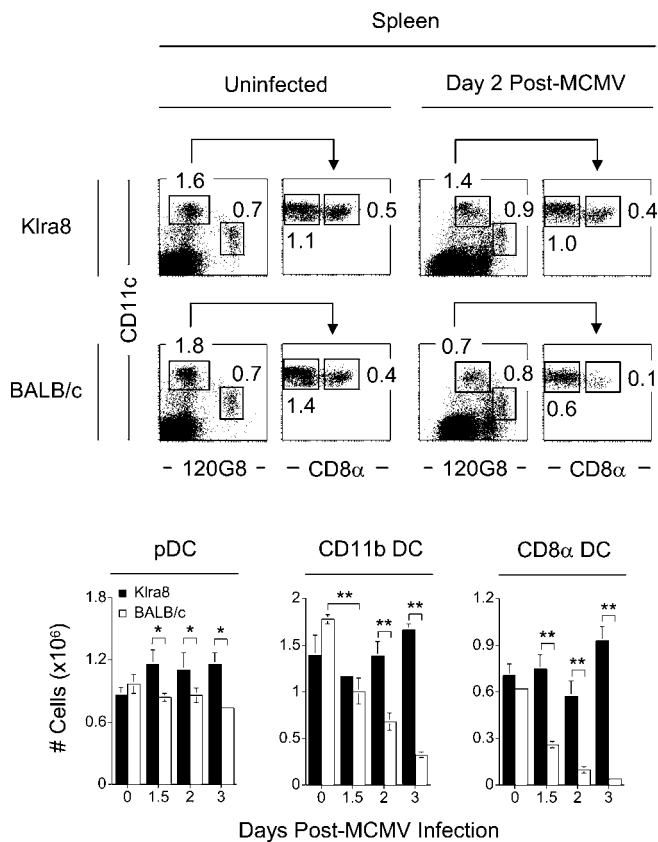 Spleen
Uninfected
Day 2 Post-MCMV
Klra8
1.6
0.7
0.5
1.1
1.4
0.9
0.4
1.0
CD11c
BALB/c
1.8
0.7
0.4
1.4
0.7
0.8
0.1
0.6
- 120G8 -
- CD8α -
- 120G8 -
- CD8α -
pDC
CD11b DC
CD8α DC
# Cells (x10⁶)
1.8
1.2
0.6
0
Klra8
BALB/c
* * *
0 1.5 2 3
2
1.5
1
0.5
0
** ** **
0 1.5 2 3
0.9
0.6
0.3
0
** ** **
0 1.5 2 3
Days Post-MCMV Infection